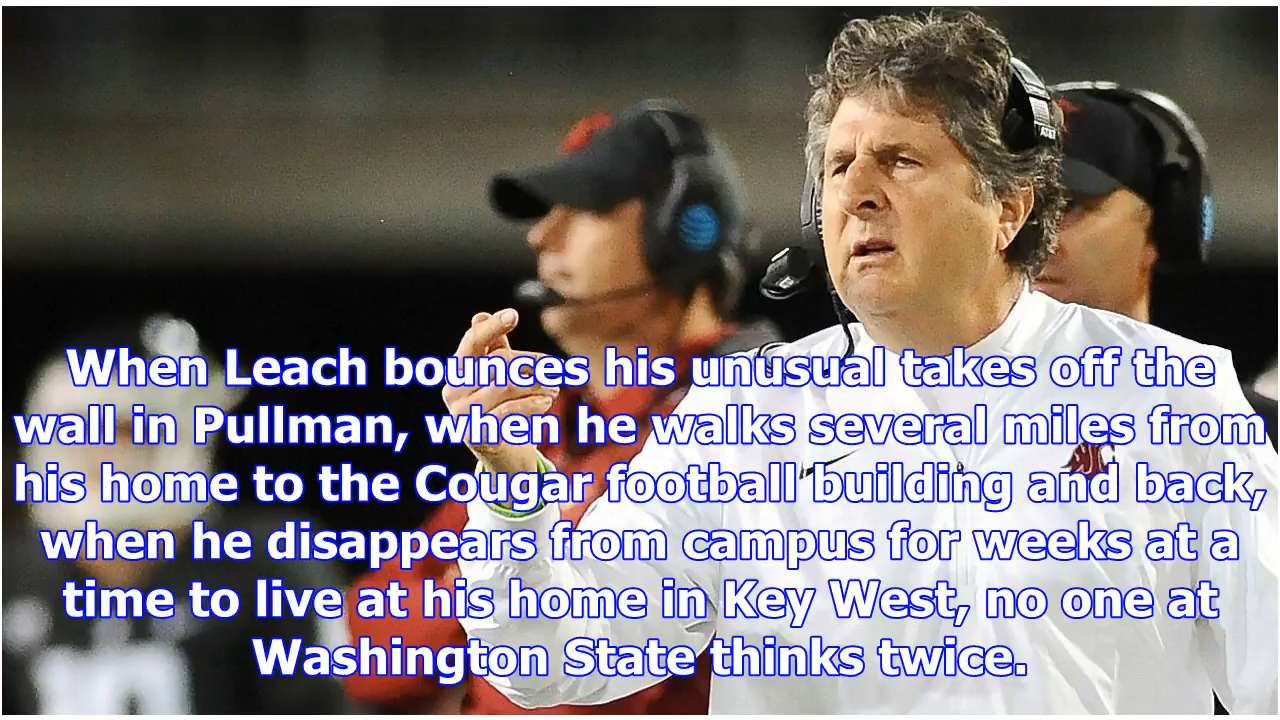 AT&T
When Leach bounces his unusual takes off the
wall in Pullman, when he walks several miles from
his home to the Cougar football building and back,
when he disappears from campus for weeks at a
time to live at his home in Key West, no one at
Washington State thinks twice.